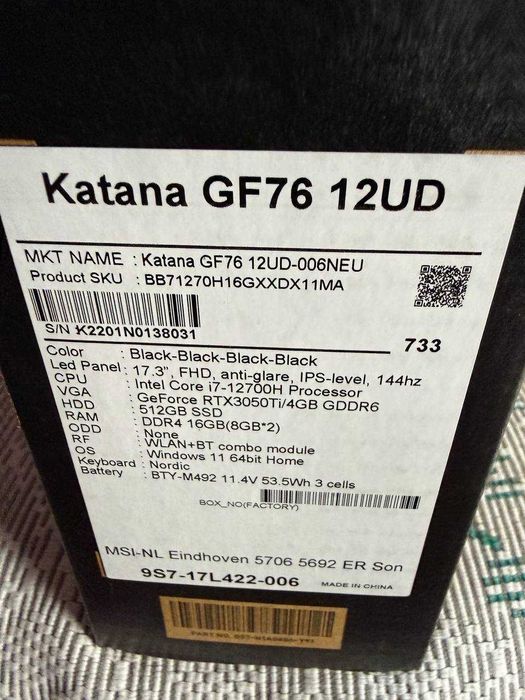 Katana GF76 12UD
MKT NAME : Katana GF76 12UD-006NEU
Product SKU : BB71270H16GXXDX11MA
S/N :K2201N0138031
733
Color : Black-Black-Black-Black
Led Panel : 17.3", FHD, anti-glare, IPS-level, 144hz
CPU : Intel Core i7-12700H Processor
VGA : GeForce RTX3050Ti/4GB GDDR6
HDD : 512GB SSD
RAM : DDR4 16GB(8GB*2)
ODD : None
RF : WLAN+BT combo module
OS : Windows 11 64bit Home
Keyboard : Nordic
Battery : BTY-M492 11.4V 53.5Wh 3 cells
BOX_NO(FACTORY)
MSI-NL Eindhoven 5706 5692 ER Son
9S7-17L422-006
MADE IN CHINA
PART NO.